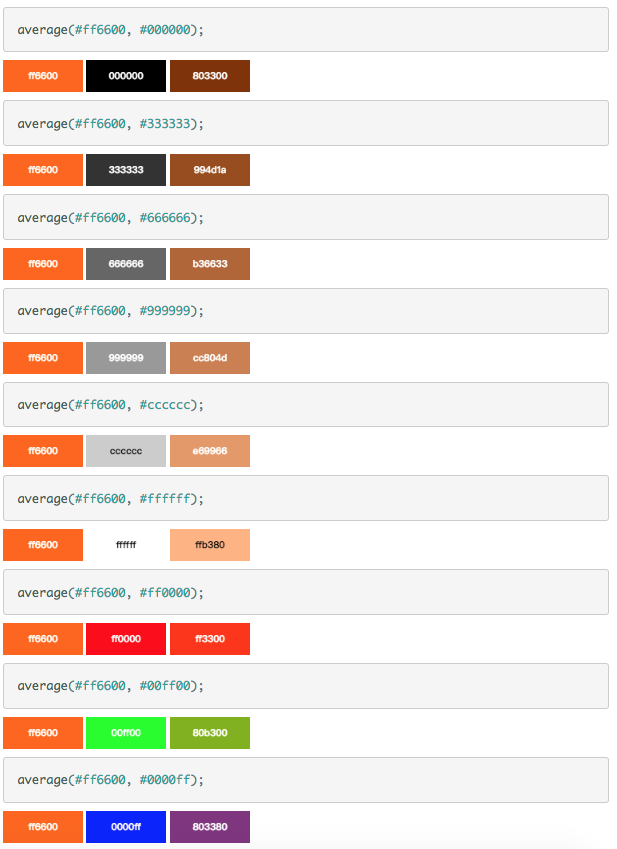 average(#ff6600, #000000);
ff6600 000000 803300
average(#ff6600, #333333);
ff6600 333333 994d1a
average(#ff6600, #666666);
ff6600 666666 b36633
average(#ff6600, #999999);
ff6600 999999 cc804d
average(#ff6600, #cccccc);
ff6600 cccccc e69966
average(#ff6600, #ffffff);
ff6600 ffffff ffb380
average(#ff6600, #ff0000);
ff6600 ff0000 ff3300
average(#ff6600, #00ff00);
ff6600 00ff00 80b300
average(#ff6600, #0000ff);
ff6600 0000ff 803380